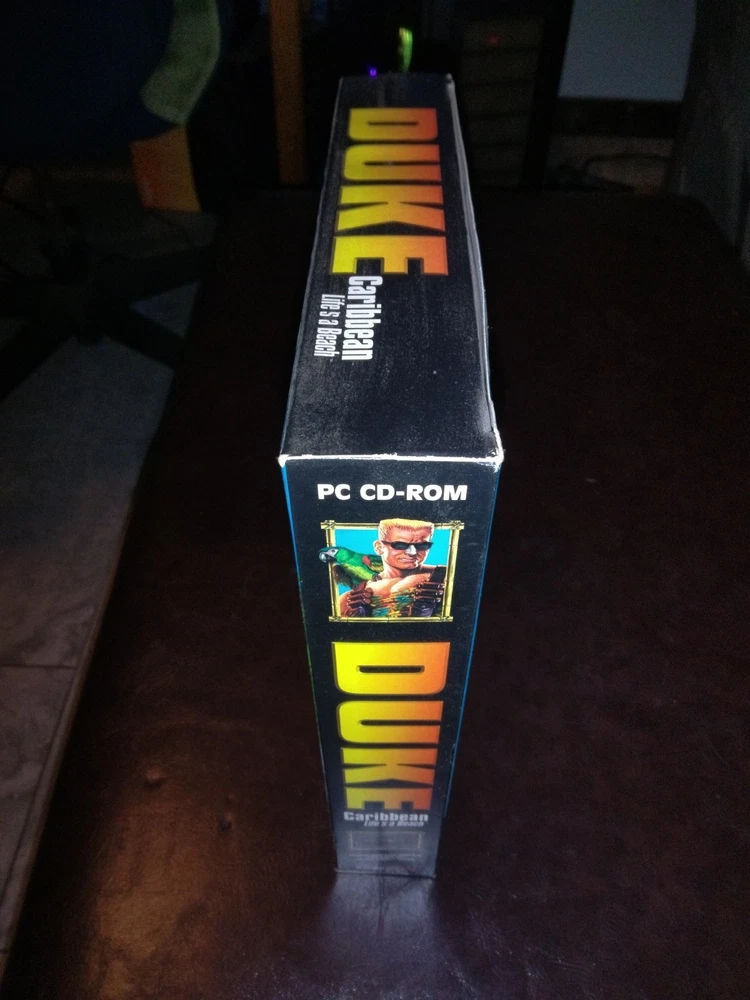 DUKE
Caribbean
Life's a Beach
PC CD-ROM
DUKE
Caribbean
Life's a Beach